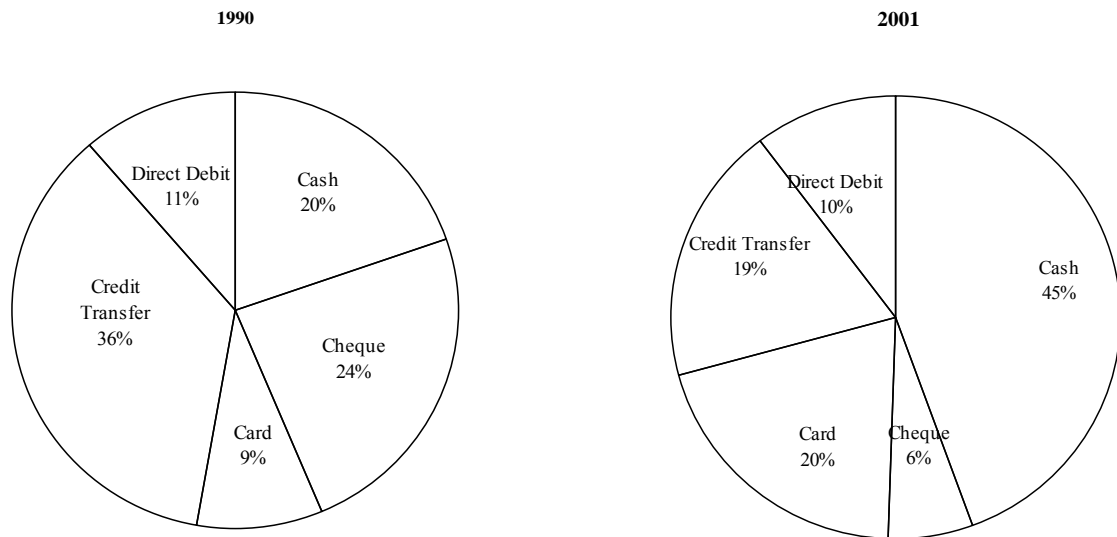 1990
Direct Debit
11%
Cash
20%
Credit
Transfer
36%
Cheque
24%
Card
9%
2001
Direct Debit
10%
Credit Transfer
19%
Cash
45%
Card
20%
Cheque
6%